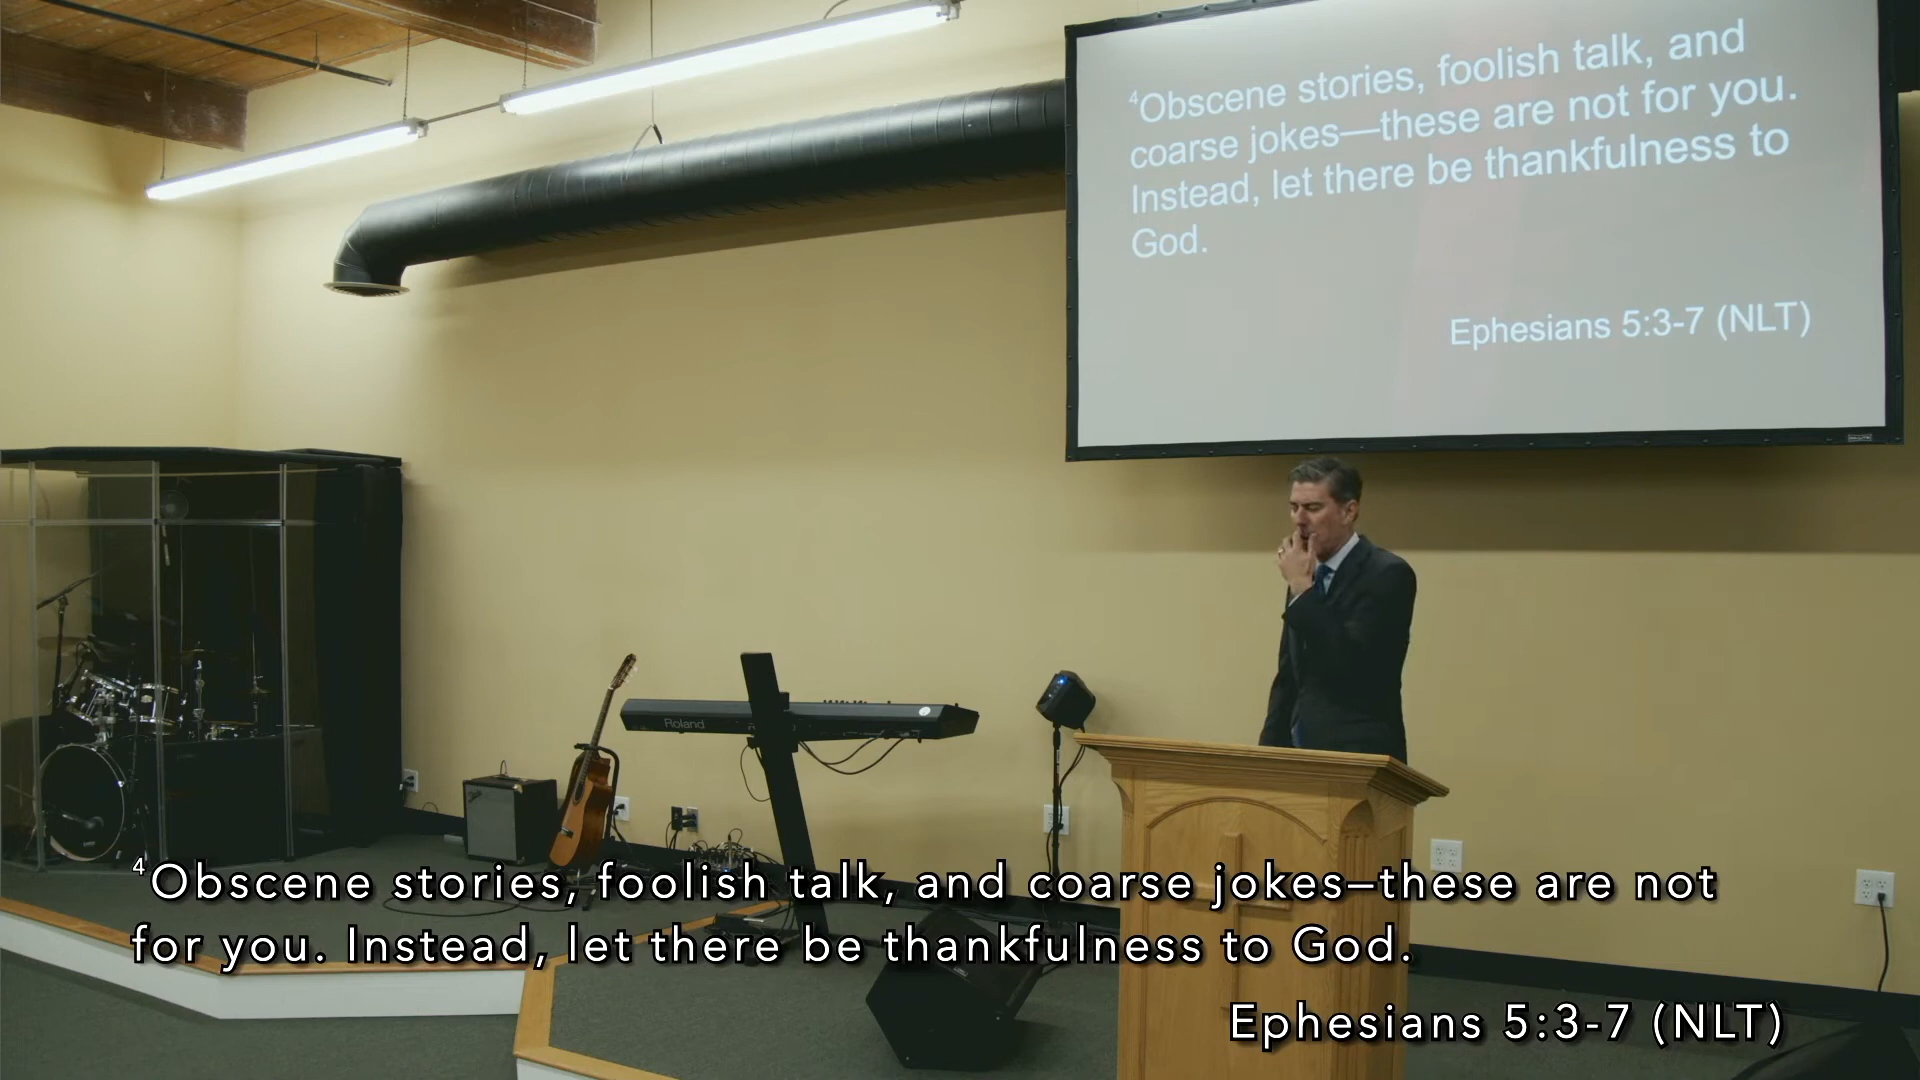 ⁴Obscene stories, foolish talk, and
coarse jokes—these are not for you.
Instead, let there be thankfulness to
God.
Ephesians 5:3-7 (NLT)
Roland
⁴Obscene stories, foolish talk, and coarse jokes—these are not
for you. Instead, let there be thankfulness to God.
Ephesians 5:3-7 (NLT)